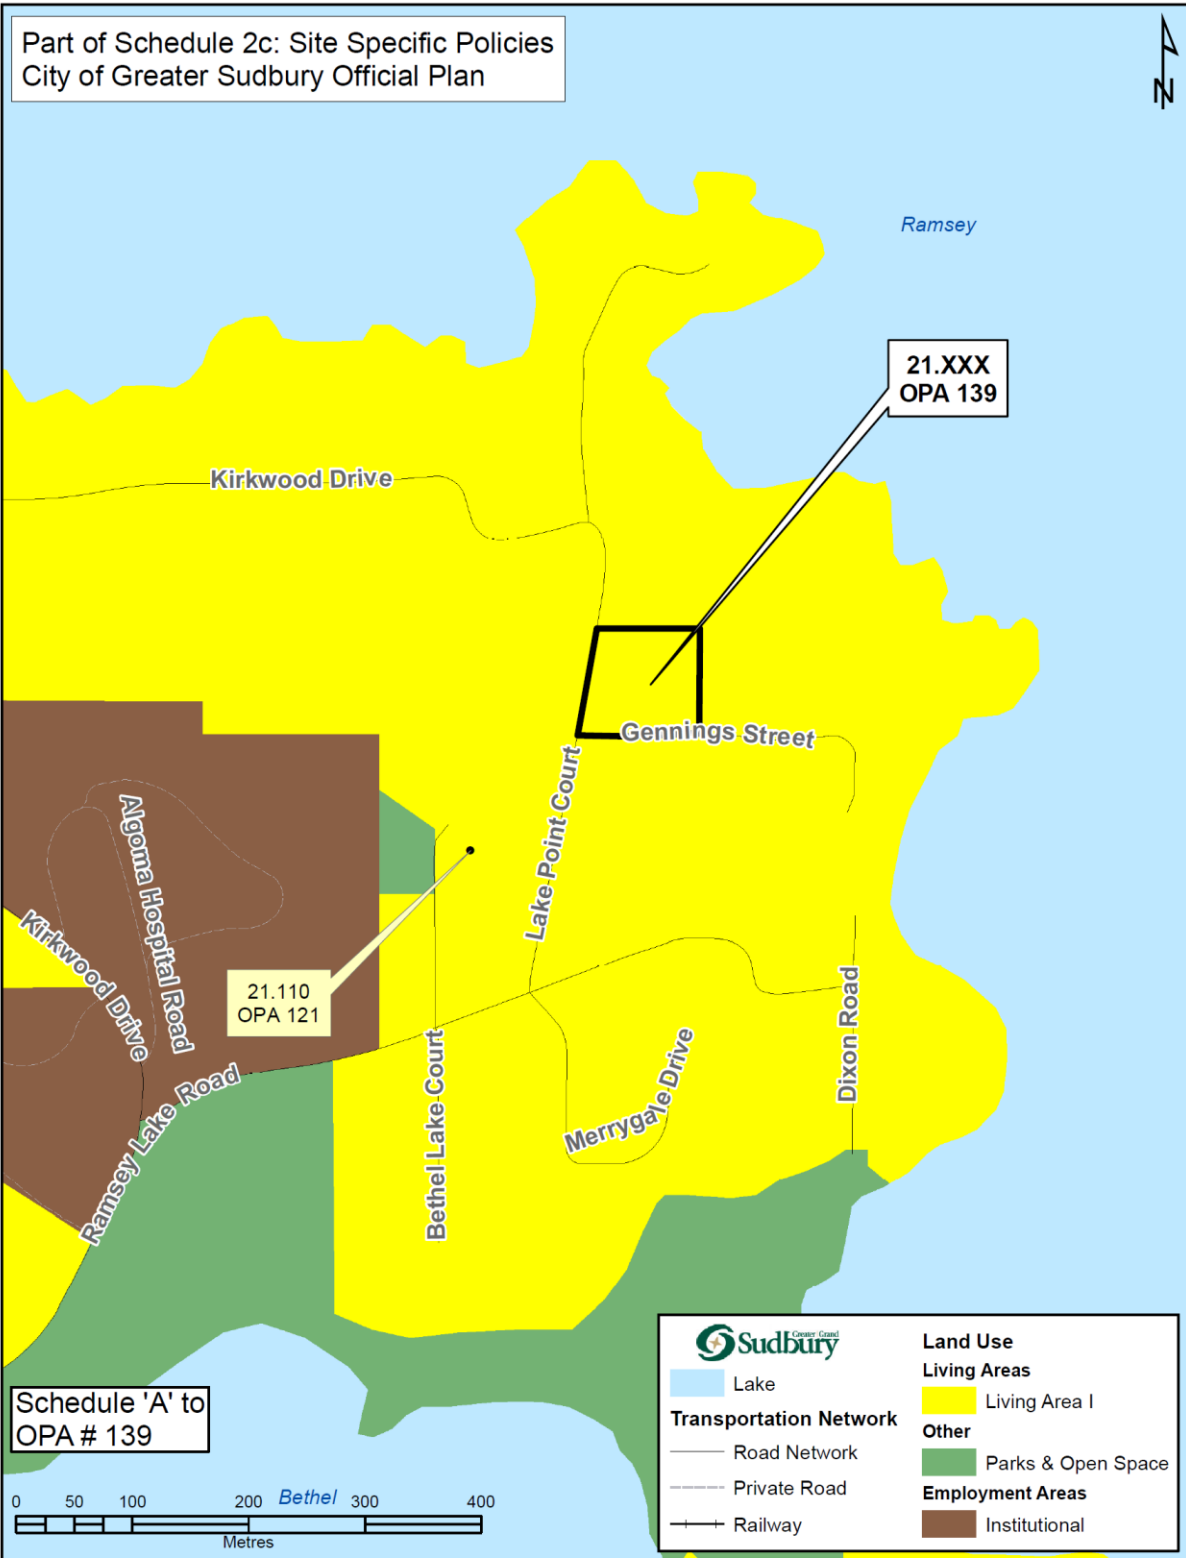 Part of Schedule 2c: Site Specific Policies
City of Greater Sudbury Official Plan
N
Ramsey
21.XXX
OPA 139
Kirkwood Drive
Gennings Street
Lake Point Court
Algoma Hospital Road
Kirkwood Drive
21.110
OPA 121
Ramsey Lake Road
Bethel Lake Court
Merrygale Drive
Dixon Road
Schedule 'A' to
OPA # 139
Bethel
0 50 100 200 300 400
Metres
Greater Grand
Sudbury
Lake
Transportation Network
Road Network
Private Road
Railway
Land Use
Living Areas
Living Area I
Other
Parks & Open Space
Employment Areas
Institutional